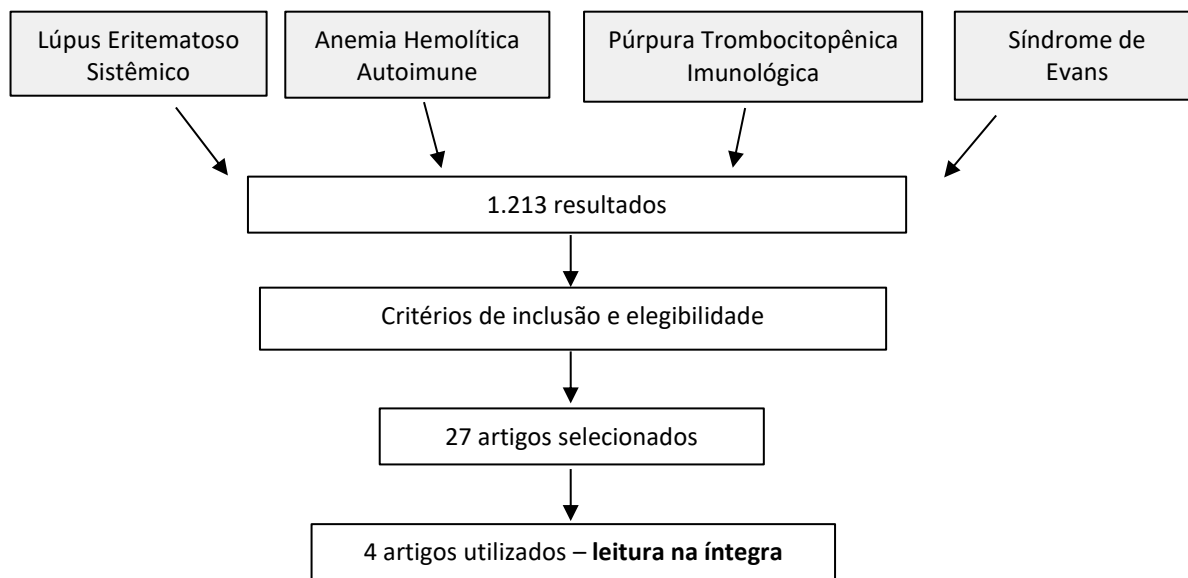 Lúpus Eritematoso
Sistêmico
Anemia Hemolítica
Autoimune
Púrpura Trombocitopênica
Imunológica
Síndrome de
Evans
1.213 resultados
Critérios de inclusão e elegibilidade
27 artigos selecionados
4 artigos utilizados – leitura na íntegra